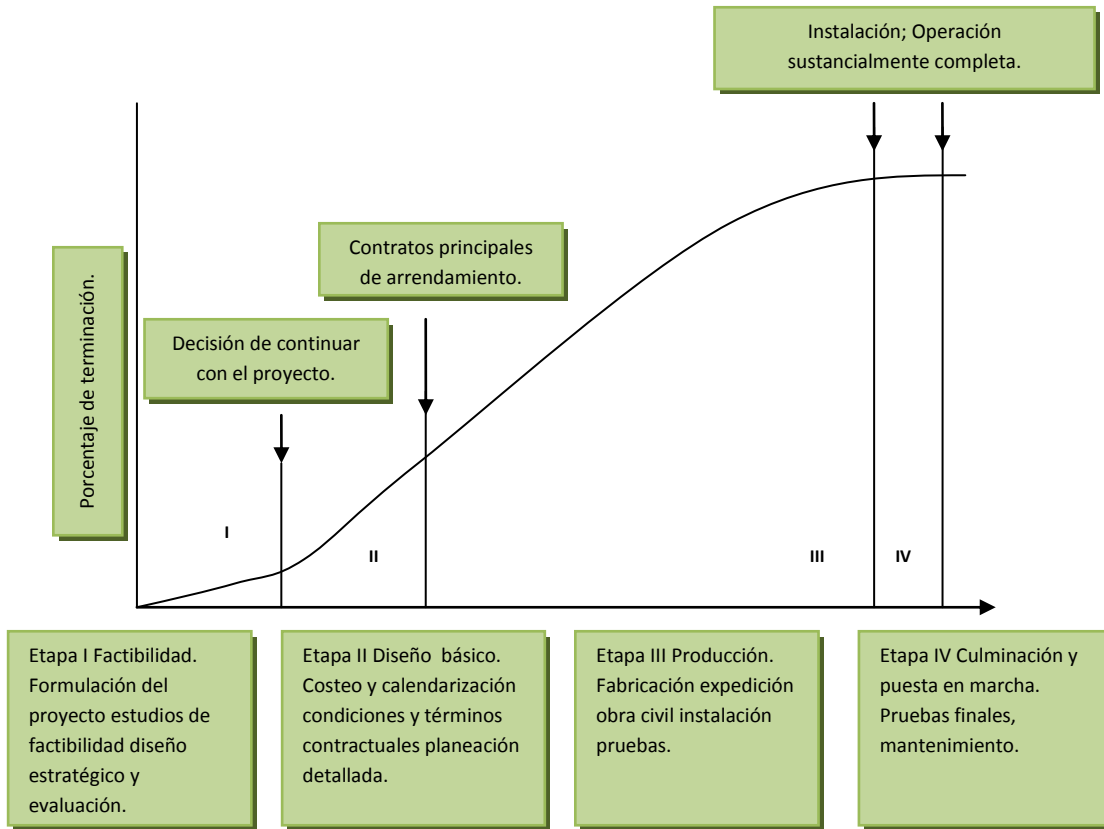 Instalación; Operación
sustancialmente completa.
Contratos principales
de arrendamiento.
Decisión de continuar
con el proyecto.
Porcentaje de terminación.
I
II
III
IV
Etapa I Factibilidad.
Formulación del
proyecto estudios de
factibilidad diseño
estratégico y
evaluación.
Etapa II Diseño  básico.
Costeo y calendarización
condiciones y términos
contractuales planeación
detallada.
Etapa III Producción.
Fabricación expedición
obra civil instalación
pruebas.
Etapa IV Culminación y
puesta en marcha.
Pruebas finales,
mantenimiento.